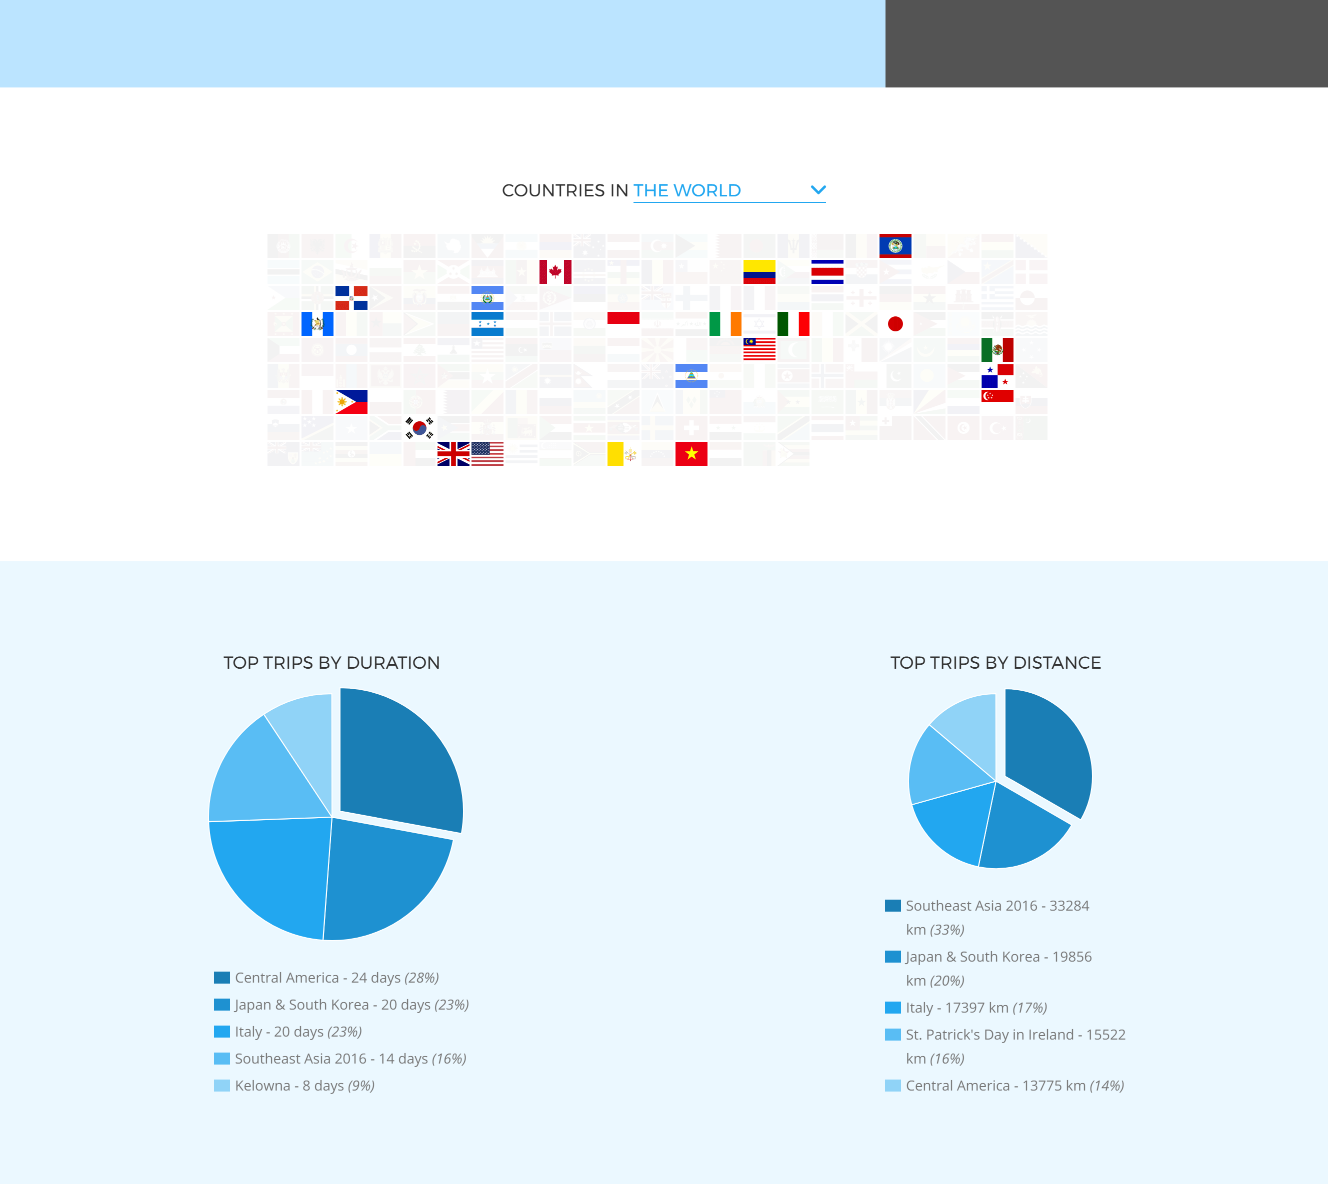 COUNTRIES IN THE WORLD
TOP TRIPS BY DURATION
Central America - 24 days (28%)
Japan & South Korea - 20 days (23%)
Italy - 20 days (23%)
Southeast Asia 2016 - 14 days (16%)
Kelowna - 8 days (9%)
TOP TRIPS BY DISTANCE
Southeast Asia 2016 - 33284
km (33%)
Japan & South Korea - 19856
km (20%)
Italy - 17397 km (17%)
St. Patrick's Day in Ireland - 15522
km (16%)
Central America - 13775 km (14%)